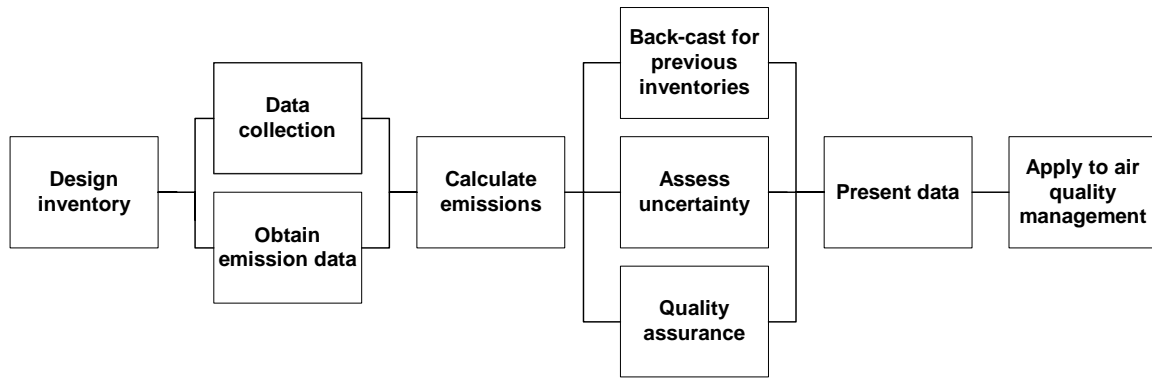 Design
inventory
Data
collection
Obtain
emission data
Calculate
emissions
Back-cast for
previous
inventories
Assess
uncertainty
Quality
assurance
Present data
Apply to air
quality
management